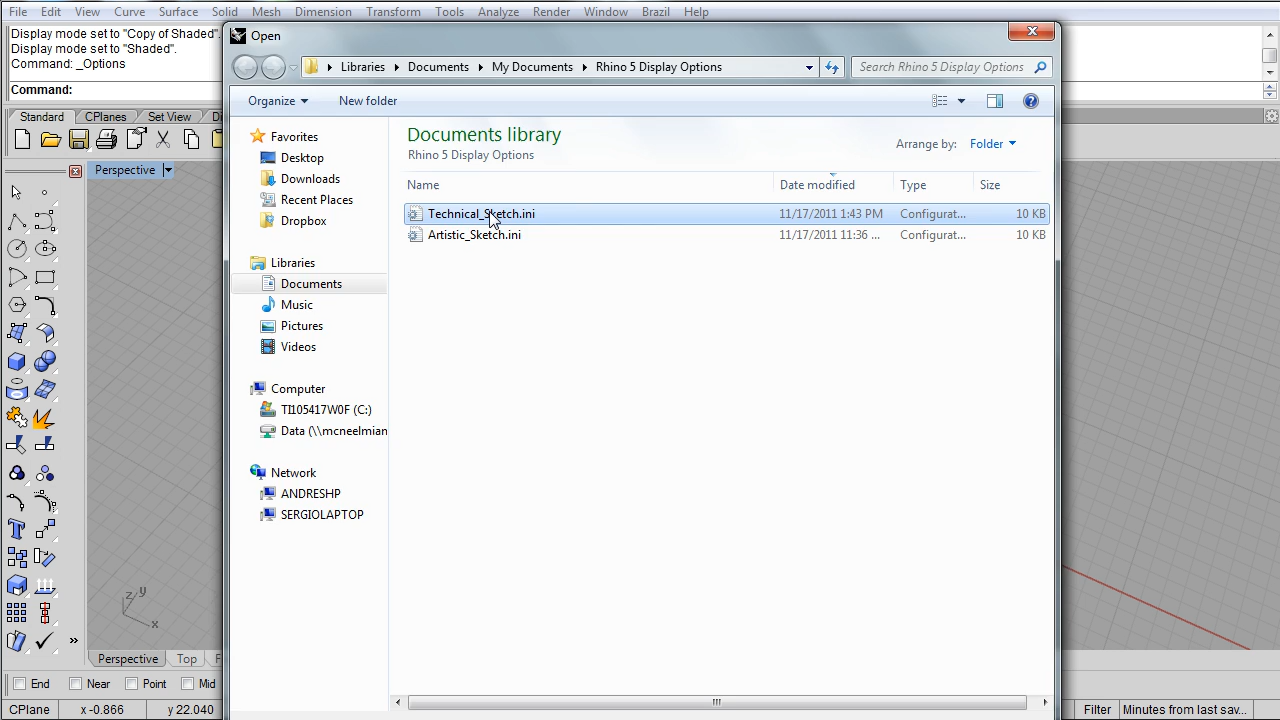 File Edit View Curve Surface Solid Mesh Dimension Transform Tools Analyze Render Window Brazil Help
Display mode set to "Copy of Shaded".
Display mode set to "Shaded".
Command: _Options
Command:
Open
Libraries Documents My Documents Rhino 5 Display Options
Search Rhino 5 Display Options
Organize New folder
Standard CPlanes Set View
Perspective
Favorites
Desktop
Downloads
Recent Places
Dropbox
Libraries
Documents
Music
Pictures
Videos
Computer
TI105417W0F (C:)
Data (\\mcneelmian
Network
ANDRESHP
SERGIOLAPTOP
Documents library
Rhino 5 Display Options
Arrange by: Folder
Name Date modified Type Size
Technical_Sketch.ini 11/17/2011 1:43 PM Configurat... 10 KB
Artistic_Sketch.ini 11/17/2011 11:36 ... Configurat... 10 KB
z y
x
Perspective Top
End Near Point Mid
CPlane x -0.866 y 22.040 Filter Minutes from last sav...